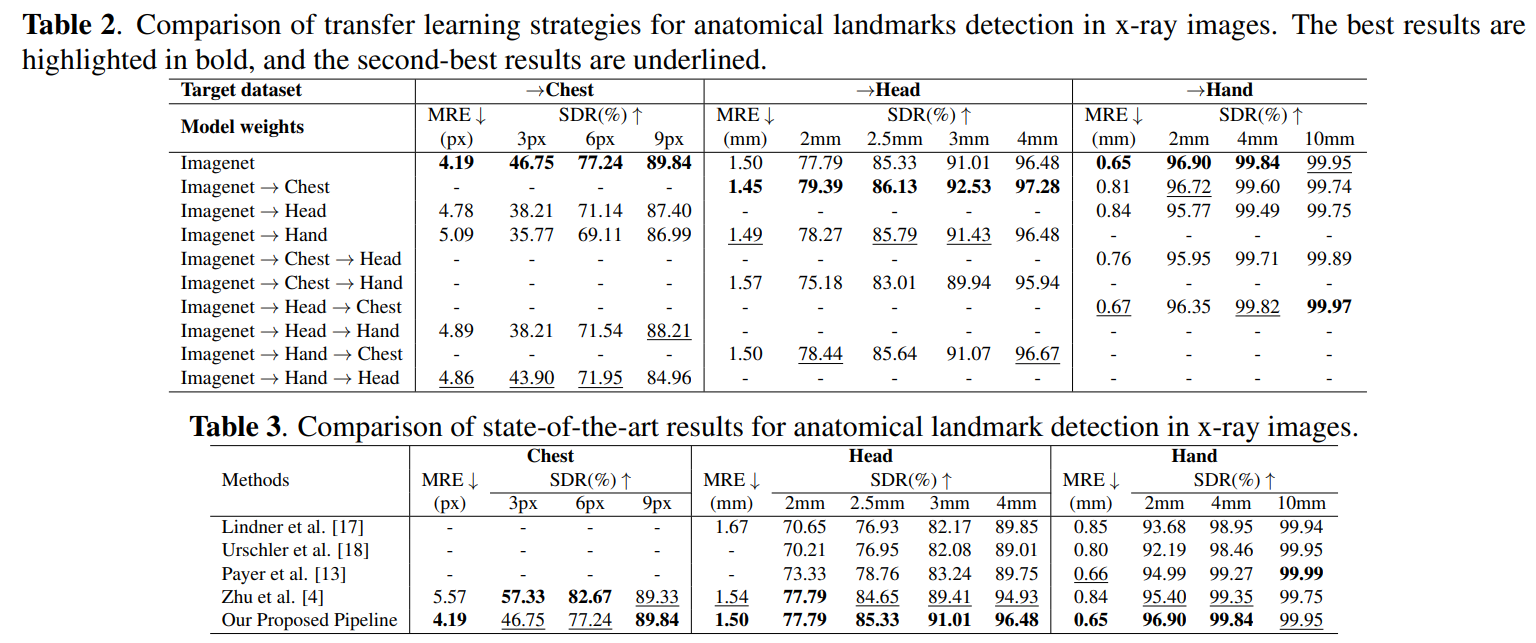 Table 2. Comparison of transfer learning strategies for anatomical landmarks detection in x-ray images. The best results are
highlighted in bold, and the second-best results are underlined.
Target dataset →Chest →Head →Hand
Model weights MRE ↓ SDR(%) ↑ MRE ↓ SDR(%) ↑ MRE ↓ SDR(%) ↑
(px) 3px 6px 9px (mm) 2mm 2.5mm 3mm 4mm (mm) 2mm 4mm 10mm
Imagenet 4.19 46.75 77.24 89.84 1.50 77.79 85.33 91.01 96.48 0.65 96.90 99.84 99.95
Imagenet → Chest - - - - 1.45 79.39 86.13 92.53 97.28 0.81 96.72 99.60 99.74
Imagenet → Head 4.78 38.21 71.14 87.40 - - - - - 0.84 95.77 99.49 99.75
Imagenet → Hand 5.09 35.77 69.11 86.99 1.49 78.27 85.79 91.43 96.48 - - - -
Imagenet → Chest → Head - - - - - - - - - 0.76 95.95 99.71 99.89
Imagenet → Chest → Hand - - - - 1.57 75.18 83.01 89.94 95.94 - - - -
Imagenet → Head → Chest - - - - - - - - - 0.67 96.35 99.82 99.97
Imagenet → Head → Hand 4.89 38.21 71.54 88.21 - - - - - - - - -
Imagenet → Hand → Chest - - - - 1.50 78.44 85.64 91.07 96.67 - - - -
Imagenet → Hand → Head 4.86 43.90 71.95 84.96 - - - - - - - - -
Table 3. Comparison of state-of-the-art results for anatomical landmark detection in x-ray images.
Chest Head Hand
Methods MRE ↓ SDR(%) ↑ MRE ↓ SDR(%) ↑ MRE ↓ SDR(%) ↑
(px) 3px 6px 9px (mm) 2mm 2.5mm 3mm 4mm (mm) 2mm 4mm 10mm
Lindner et al. [17] - - - - 1.67 70.65 76.93 82.17 89.85 0.85 93.68 98.95 99.94
Urschler et al. [18] - - - - - 70.21 76.95 82.08 89.01 0.80 92.19 98.46 99.95
Payer et al. [13] - - - - - 73.33 78.76 83.24 89.75 0.66 94.99 99.27 99.99
Zhu et al. [4] 5.57 57.33 82.67 89.33 1.54 77.79 84.65 89.41 94.93 0.84 95.40 99.35 99.75
Our Proposed Pipeline 4.19 46.75 77.24 89.84 1.50 77.79 85.33 91.01 96.48 0.65 96.90 99.84 99.95